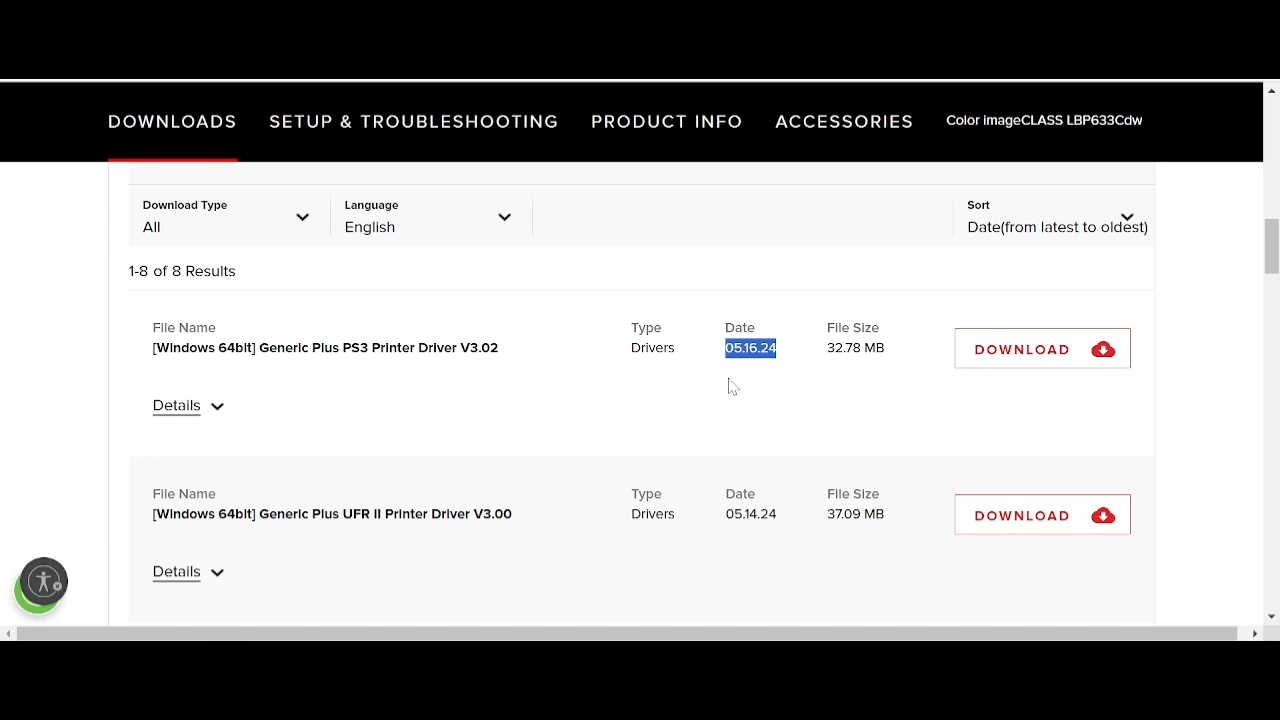 DOWNLOADS SETUP & TROUBLESHOOTING PRODUCT INFO ACCESSORIES Color imageCLASS LBP633Cdw
Download Type Language Sort
All English Date(from latest to oldest)
1-8 of 8 Results
File Name Type Date File Size
[Windows 64bit] Generic Plus PS3 Printer Driver V3.02 Drivers 05.16.24 32.78 MB DOWNLOAD
Details
File Name Type Date File Size
[Windows 64bit] Generic Plus UFR II Printer Driver V3.00 Drivers 05.14.24 37.09 MB DOWNLOAD
Details